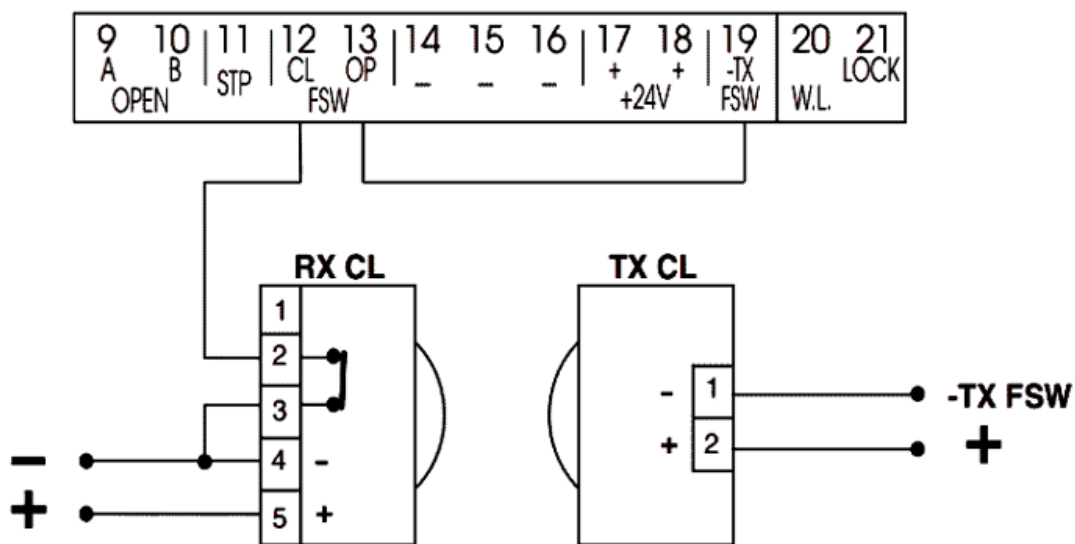 9 10 11 12 13 14 15 16 17 18 19 20 21
A B STP CL OP – – – + + -TX LOCK
OPEN FSW +24V FSW W.L.
RX CL TX CL
1
2
3
4 -
5 +
- 1 -TX FSW
+ 2 +
-
+